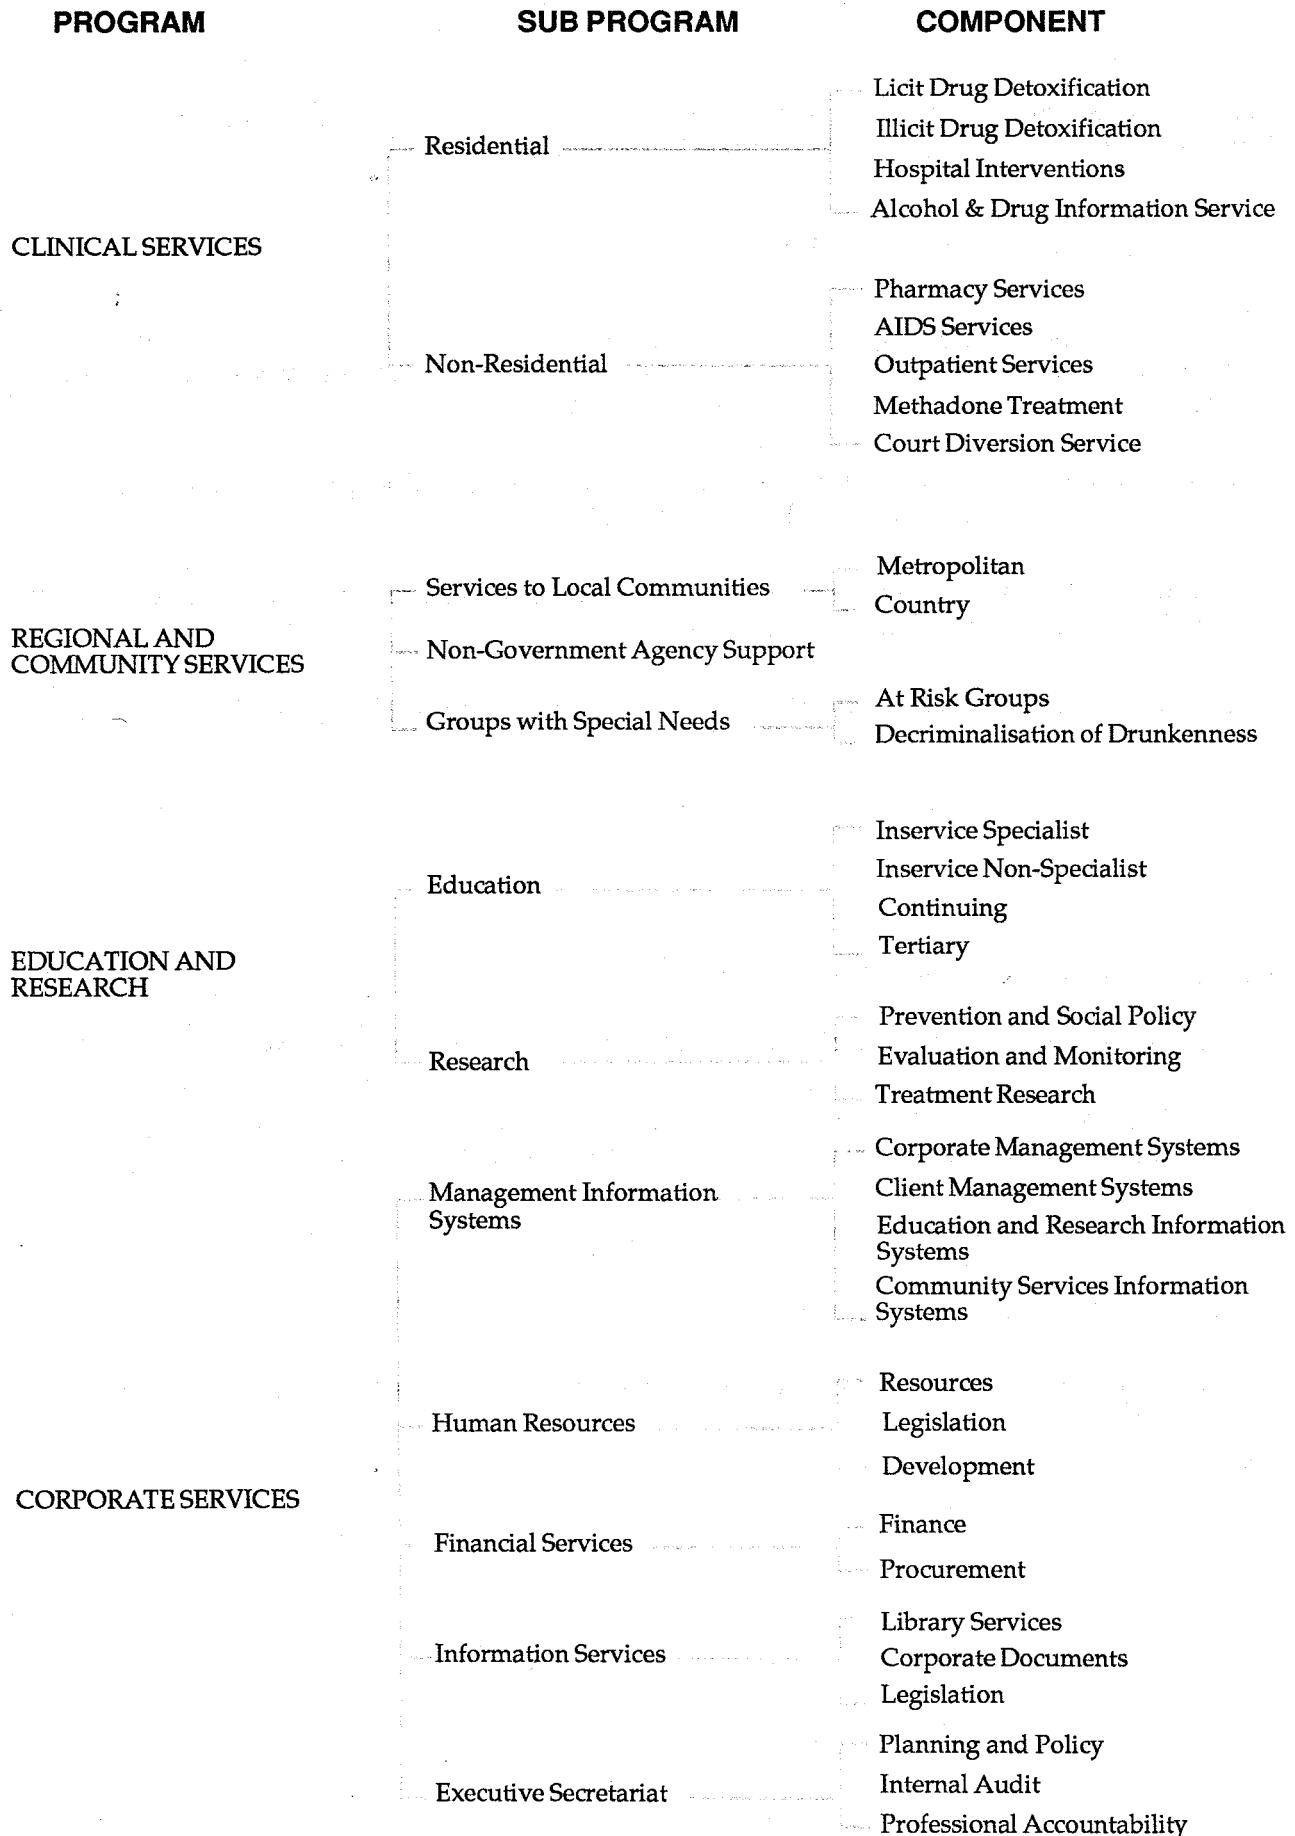 PROGRAM SUB PROGRAM COMPONENT
Licit Drug Detoxification
Illicit Drug Detoxification
Residential
Hospital Interventions
Alcohol & Drug Information Service
CLINICAL SERVICES
Pharmacy Services
AIDS Services
Non-Residential
Outpatient Services
Methadone Treatment
Court Diversion Service
Metropolitan
Services to Local Communities
Country
REGIONAL AND
COMMUNITY SERVICES
Non-Government Agency Support
At Risk Groups
Groups with Special Needs
Decriminalisation of Drunkenness
Inservice Specialist
Inservice Non-Specialist
Education
Continuing
Tertiary
EDUCATION AND
RESEARCH
Prevention and Social Policy
Evaluation and Monitoring
Research
Treatment Research
Corporate Management Systems
Management Information
Systems
Client Management Systems
Education and Research Information
Systems
Community Services Information
Systems
Resources
Human Resources
Legislation
Development
CORPORATE SERVICES
Finance
Financial Services
Procurement
Library Services
Information Services
Corporate Documents
Legislation
Planning and Policy
Executive Secretariat
Internal Audit
Professional Accountability